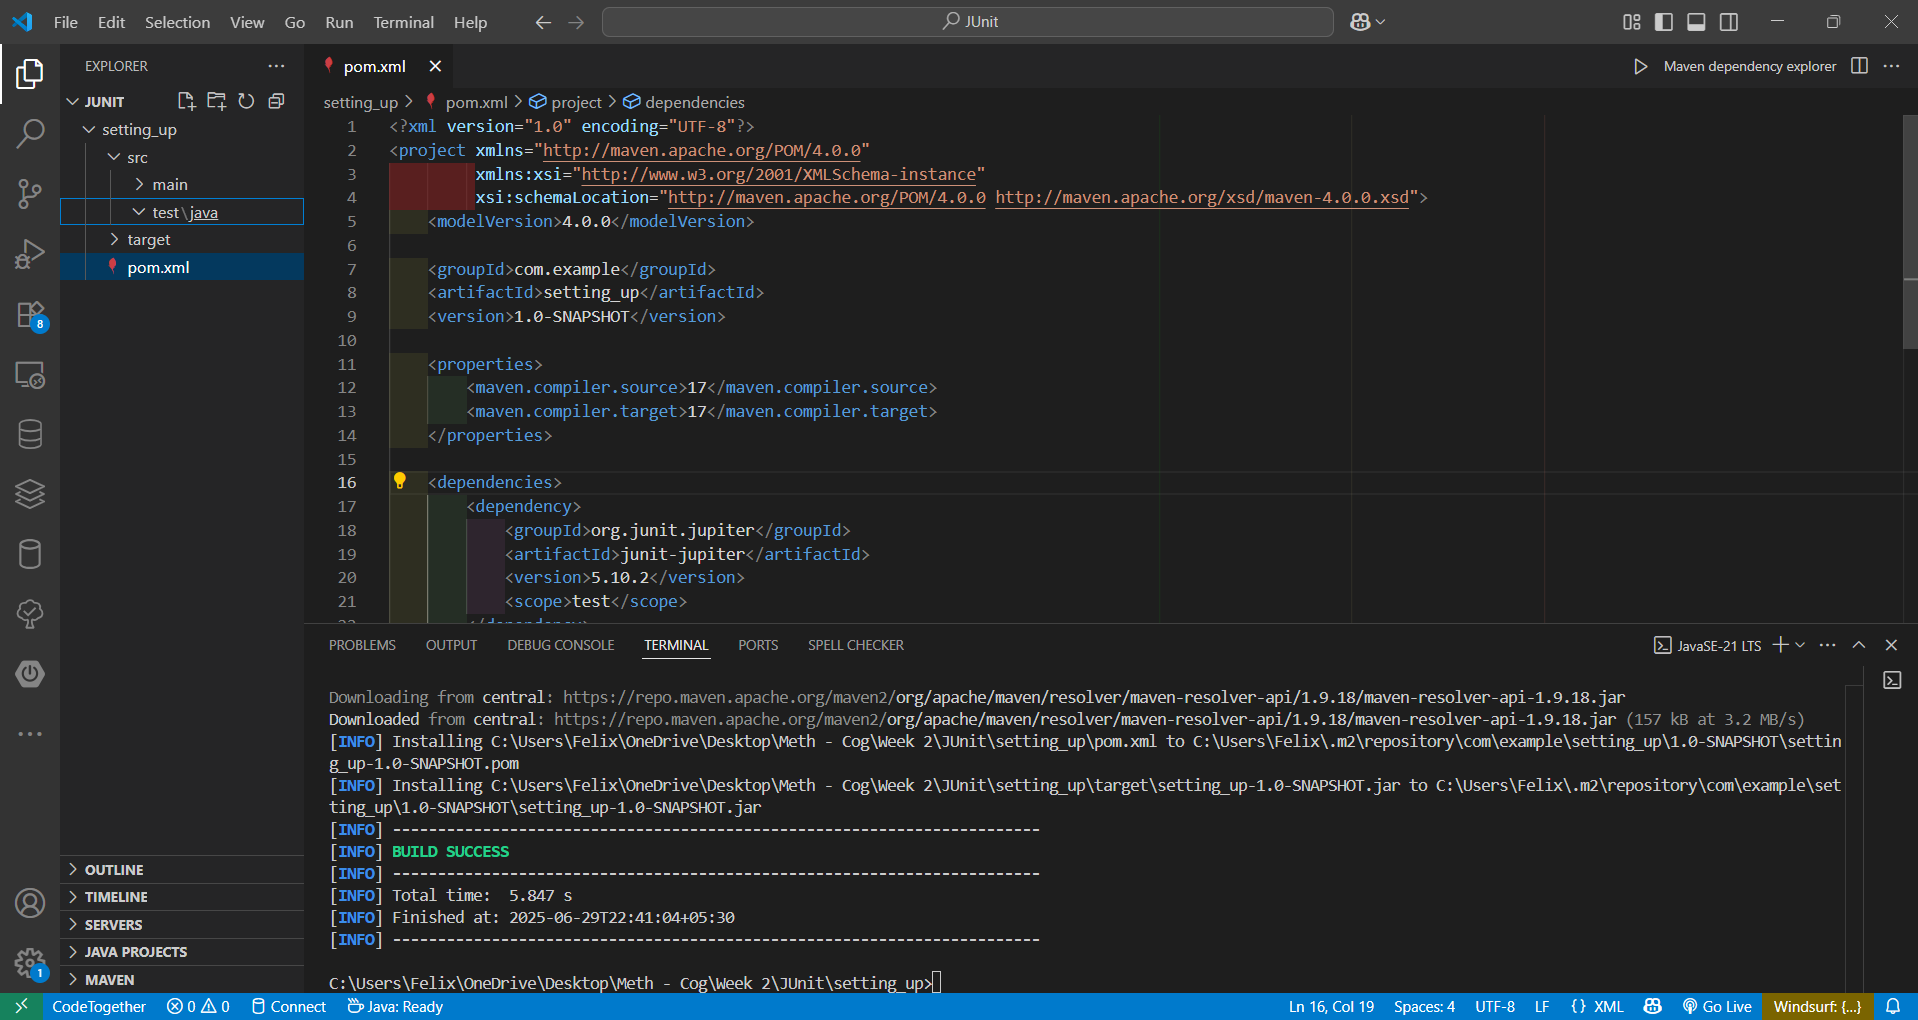 File Edit Selection View Go Run Terminal Help
JUnit
EXPLORER
JUNIT
setting_up
src
main
test\java
target
pom.xml
OUTLINE
TIMELINE
SERVERS
JAVA PROJECTS
MAVEN
8
1
pom.xml
Maven dependency explorer
setting_up > pom.xml > project > dependencies
1 <?xml version="1.0" encoding="UTF-8"?>
2 <project xmlns="http://maven.apache.org/POM/4.0.0"
3 xmlns:xsi="http://www.w3.org/2001/XMLSchema-instance"
4 xsi:schemaLocation="http://maven.apache.org/POM/4.0.0 http://maven.apache.org/xsd/maven-4.0.0.xsd">
5 <modelVersion>4.0.0</modelVersion>
6
7 <groupId>com.example</groupId>
8 <artifactId>setting_up</artifactId>
9 <version>1.0-SNAPSHOT</version>
10
11 <properties>
12 <maven.compiler.source>17</maven.compiler.source>
13 <maven.compiler.target>17</maven.compiler.target>
14 </properties>
15
16 <dependencies>
17 <dependency>
18 <groupId>org.junit.jupiter</groupId>
19 <artifactId>junit-jupiter</artifactId>
20 <version>5.10.2</version>
21 <scope>test</scope>
22 </dependency>
PROBLEMS OUTPUT DEBUG CONSOLE TERMINAL PORTS SPELL CHECKER
JavaSE-21 LTS
Downloading from central: https://repo.maven.apache.org/maven2/org/apache/maven/resolver/maven-resolver-api/1.9.18/maven-resolver-api-1.9.18.jar
Downloaded from central: https://repo.maven.apache.org/maven2/org/apache/maven/resolver/maven-resolver-api/1.9.18/maven-resolver-api-1.9.18.jar (157 kB at 3.2 MB/s)
[INFO] Installing C:\Users\Felix\OneDrive\Desktop\Meth - Cog\Week 2\JUnit\setting_up\pom.xml to C:\Users\Felix\.m2\repository\com\example\setting_up\1.0-SNAPSHOT\settin
g_up-1.0-SNAPSHOT.pom
[INFO] Installing C:\Users\Felix\OneDrive\Desktop\Meth - Cog\Week 2\JUnit\setting_up\target\setting_up-1.0-SNAPSHOT.jar to C:\Users\Felix\.m2\repository\com\example\set
ting_up\1.0-SNAPSHOT\setting_up-1.0-SNAPSHOT.jar
[INFO] ------------------------------------------------------------------------
[INFO] BUILD SUCCESS
[INFO] ------------------------------------------------------------------------
[INFO] Total time:  5.847 s
[INFO] Finished at: 2025-06-29T22:41:04+05:30
[INFO] ------------------------------------------------------------------------
C:\Users\Felix\OneDrive\Desktop\Meth - Cog\Week 2\JUnit\setting_up>
CodeTogether 0 0 Connect Java: Ready Ln 16, Col 19 Spaces: 4 UTF-8 LF {} XML Go Live Windsurf: {...}